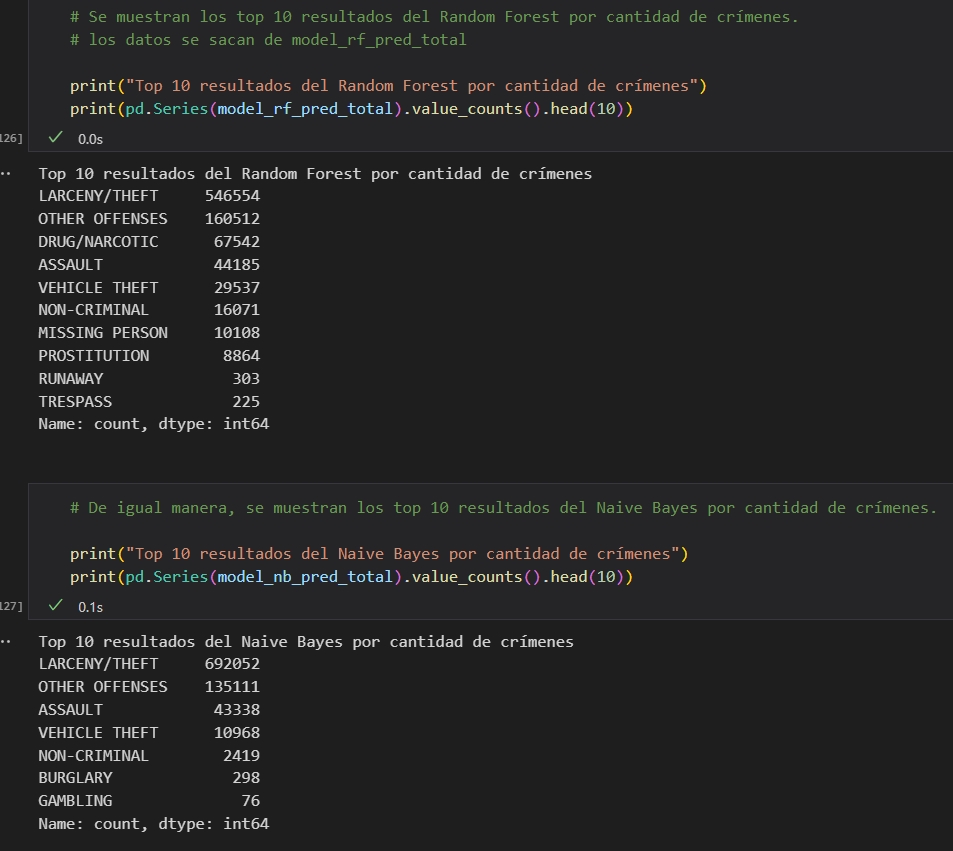 # Se muestran los top 10 resultados del Random Forest por cantidad de crímenes.
# los datos se sacan de model_rf_pred_total
print("Top 10 resultados del Random Forest por cantidad de crímenes")
print(pd.Series(model_rf_pred_total).value_counts().head(10))
126]
0.0s
Top 10 resultados del Random Forest por cantidad de crímenes
LARCENY/THEFT 546554
OTHER OFFENSES 160512
DRUG/NARCOTIC 67542
ASSAULT 44185
VEHICLE THEFT 29537
NON-CRIMINAL 16071
MISSING PERSON 10108
PROSTITUTION 8864
RUNAWAY 303
TRESPASS 225
Name: count, dtype: int64
# De igual manera, se muestran los top 10 resultados del Naive Bayes por cantidad de crímenes.
print("Top 10 resultados del Naive Bayes por cantidad de crímenes")
print(pd.Series(model_nb_pred_total).value_counts().head(10))
127]
0.1s
Top 10 resultados del Naive Bayes por cantidad de crímenes
LARCENY/THEFT 692052
OTHER OFFENSES 135111
ASSAULT 43338
VEHICLE THEFT 10968
NON-CRIMINAL 2419
BURGLARY 298
GAMBLING 76
Name: count, dtype: int64